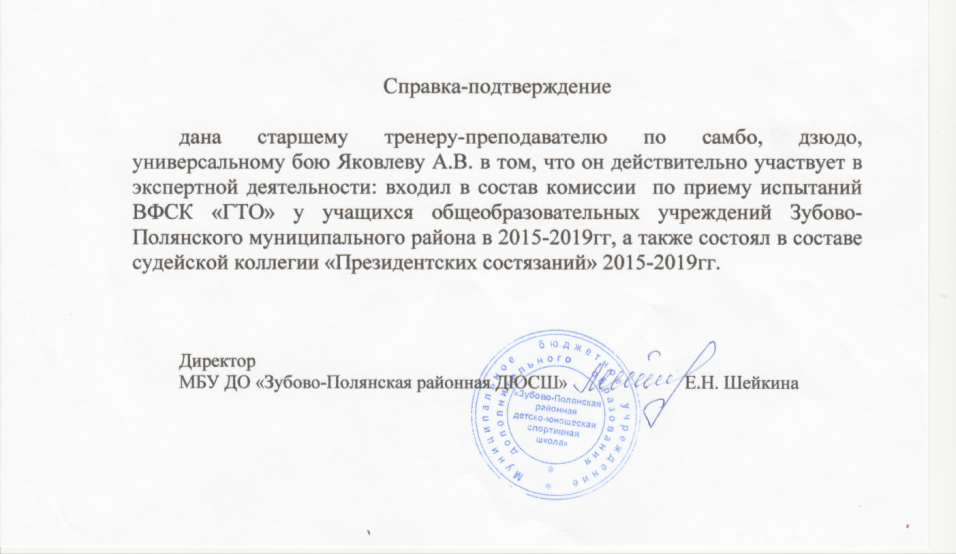 Справка-подтверждение
дана старшему тренеру-преподавателю по самбо, дзюдо,
универсальному бою Яковлеву А.В. в том, что он действительно участвует в
экспертной деятельности: входил в состав комиссии по приему испытаний
ВФСК «ГТО» у учащихся общеобразовательных учреждений Зубово-
Полянского муниципального района в 2015-2019гг, а также состоял в составе
судейской коллегии «Президентских состязаний» 2015-2019гг.
Директор
МБУ ДО «Зубово-Полянская районная ДЮСШ» Е.Н. Шейкина
Муниципальное бюджетное учреждение
дополнительного образования
«Зубово-Полянская
районная
детско-юношеская
спортивная
школа»